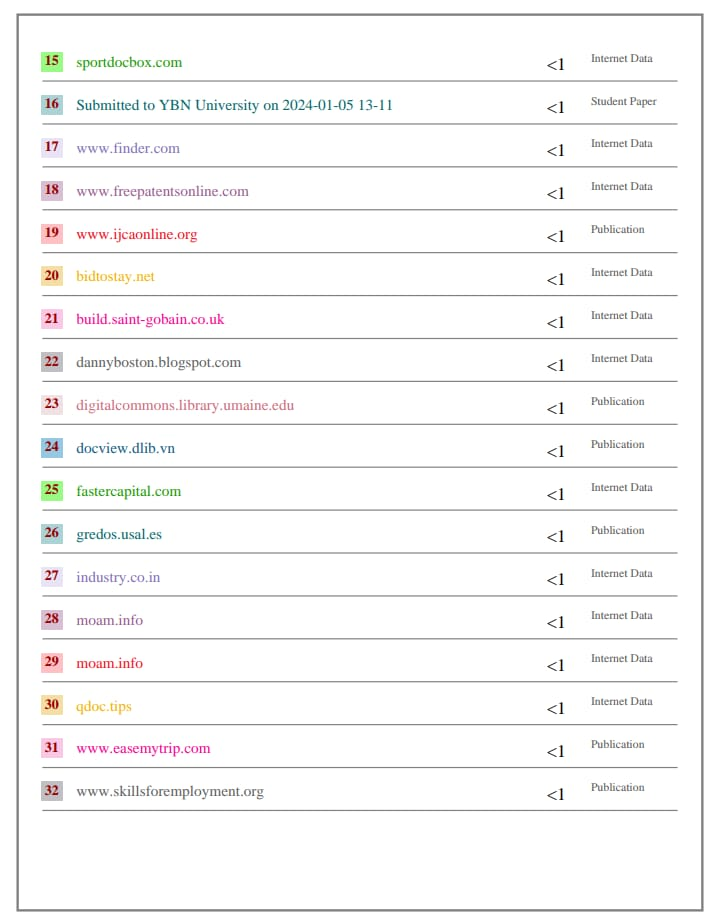 15 sportdocbox.com <1 Internet Data
16 Submitted to YBN University on 2024-01-05 13-11 <1 Student Paper
17 www.finder.com <1 Internet Data
18 www.freepatentsonline.com <1 Internet Data
19 www.ijcaonline.org <1 Publication
20 bidtostay.net <1 Internet Data
21 build.saint-gobain.co.uk <1 Internet Data
22 dannyboston.blogspot.com <1 Internet Data
23 digitalcommons.library.umaine.edu <1 Publication
24 docview.dlib.vn <1 Publication
25 fastercapital.com <1 Internet Data
26 gredos.usal.es <1 Publication
27 industry.co.in <1 Internet Data
28 moam.info <1 Internet Data
29 moam.info <1 Internet Data
30 qdoc.tips <1 Internet Data
31 www.easemytrip.com <1 Publication
32 www.skillsforemployment.org <1 Publication